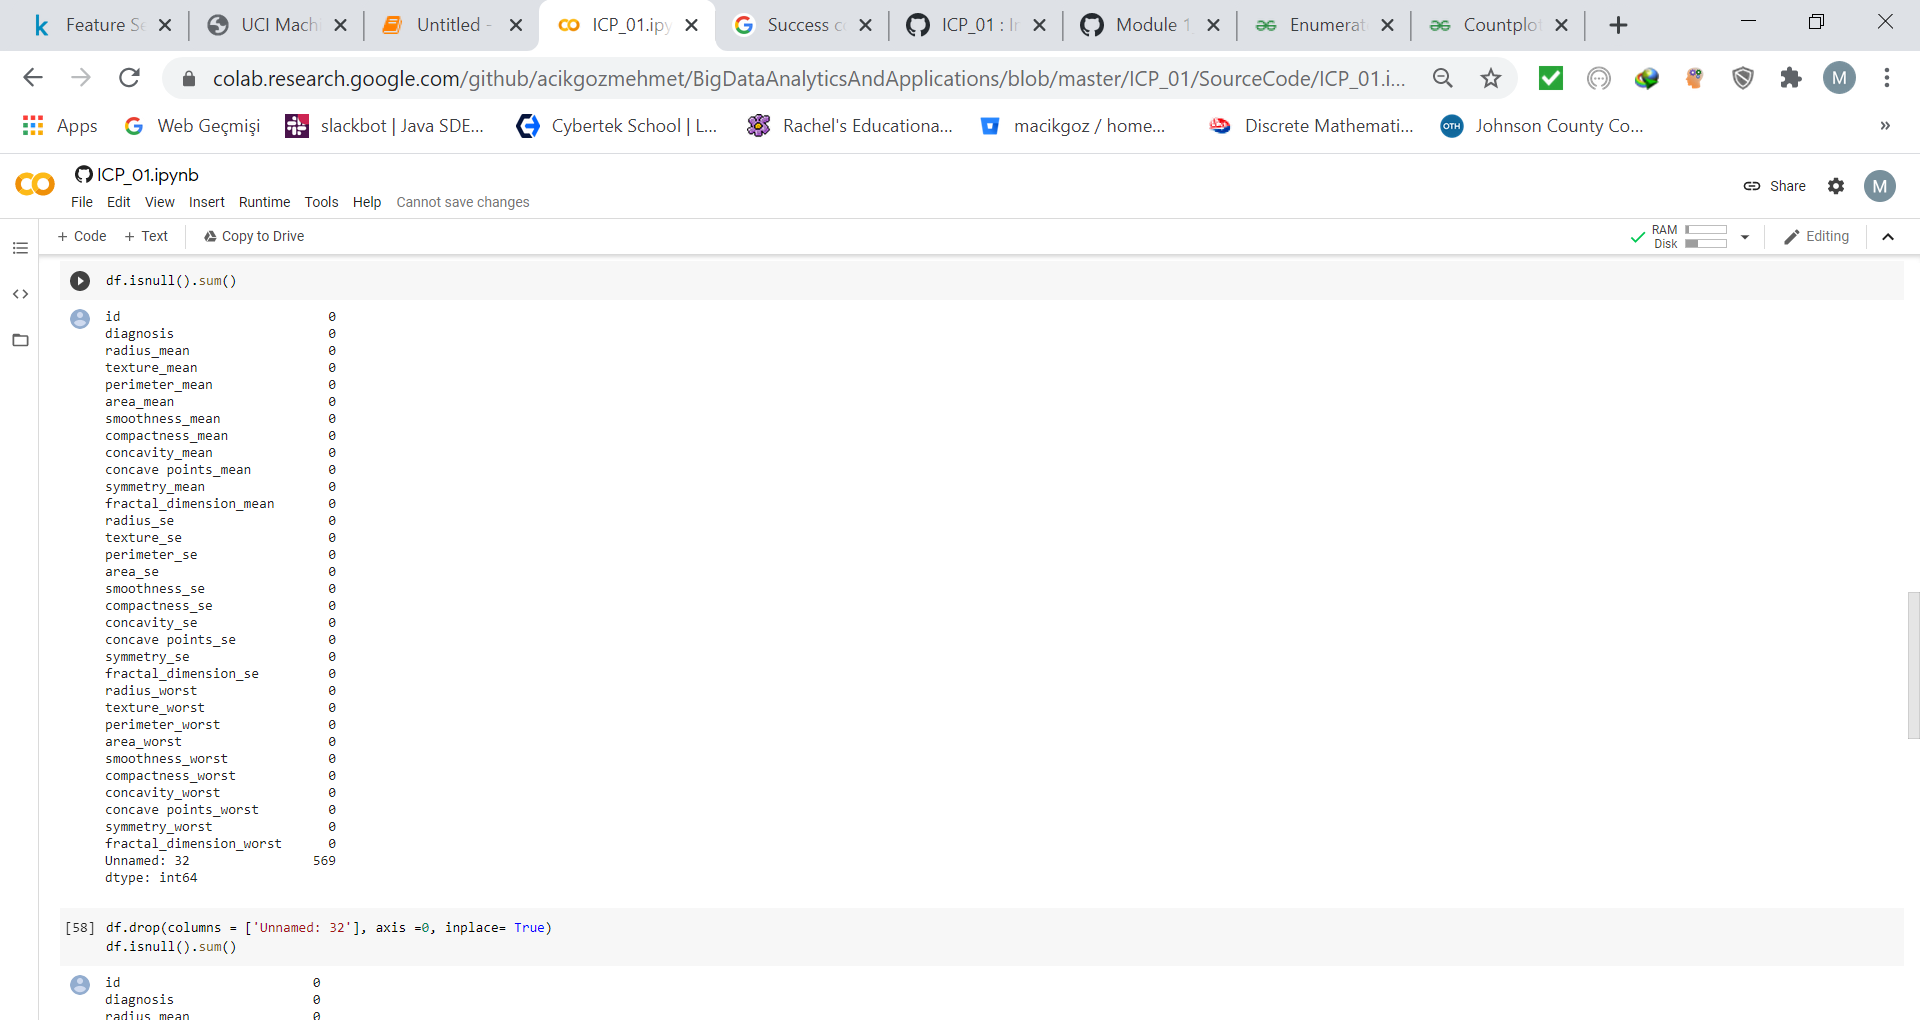 Feature Se
UCI Machi
Untitled -
ICP_01.ipy
Success co
ICP_01 : In
Module 1
Enumerat
Countplot
colab.research.google.com/github/acikgozmehmet/BigDataAnalyticsAndApplications/blob/master/ICP_01/SourceCode/ICP_01.i...
M
Apps
Web Geçmişi
slackbot | Java SDE...
Cybertek School | L...
Rachel's Educationa...
macikgoz / home...
Discrete Mathemati...
OTH
Johnson County Co...
»
ICP_01.ipynb
File Edit View Insert Runtime Tools Help Cannot save changes
Share
M
+ Code + Text Copy to Drive
RAM
Disk
Editing
df.isnull().sum()
id 0
diagnosis 0
radius_mean 0
texture_mean 0
perimeter_mean 0
area_mean 0
smoothness_mean 0
compactness_mean 0
concavity_mean 0
concave points_mean 0
symmetry_mean 0
fractal_dimension_mean 0
radius_se 0
texture_se 0
perimeter_se 0
area_se 0
smoothness_se 0
compactness_se 0
concavity_se 0
concave points_se 0
symmetry_se 0
fractal_dimension_se 0
radius_worst 0
texture_worst 0
perimeter_worst 0
area_worst 0
smoothness_worst 0
compactness_worst 0
concavity_worst 0
concave points_worst 0
symmetry_worst 0
fractal_dimension_worst 0
Unnamed: 32 569
dtype: int64
[58] df.drop(columns = ['Unnamed: 32'], axis =0, inplace= True)
df.isnull().sum()
id 0
diagnosis 0
radius_mean 0